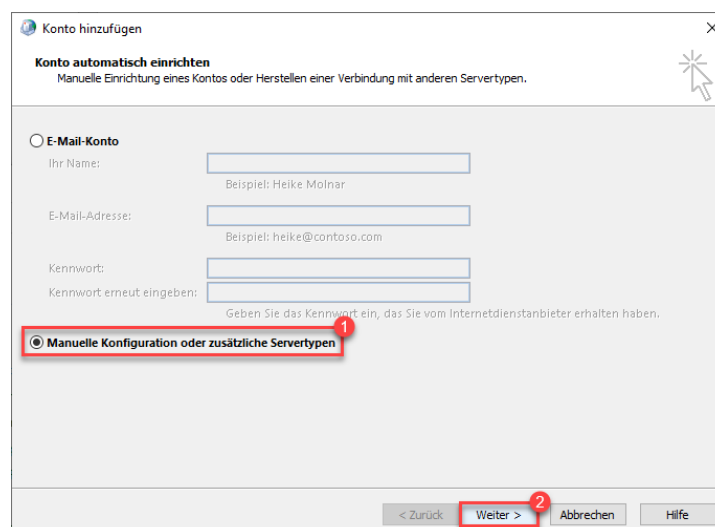 Konto hinzufügen
Konto automatisch einrichten
Manuelle Einrichtung eines Kontos oder Herstellen einer Verbindung mit anderen Servertypen.
E-Mail-Konto
Ihr Name:
Beispiel: Heike Molnar
E-Mail-Adresse:
Beispiel: heike@contoso.com
Kennwort:
Kennwort erneut eingeben:
Geben Sie das Kennwort ein, das Sie vom Internetdienstanbieter erhalten haben.
1
Manuelle Konfiguration oder zusätzliche Servertypen
2
< Zurück Weiter > Abbrechen Hilfe